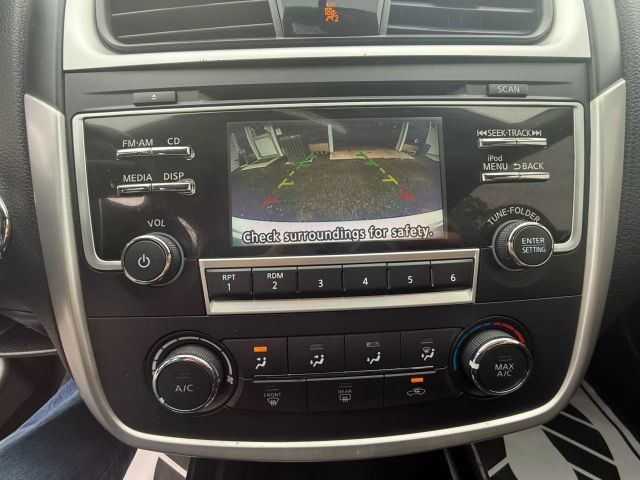 SCAN
FM·AM CD
SEEK·TRACK
MEDIA DISP
iPod
MENU BACK
VOL
TUNE·FOLDER
Check surroundings for safety.
ENTER
SETTING
RPT RDM
1 2 3 4 5 6
A/C
MAX
A/C
FRONT REAR